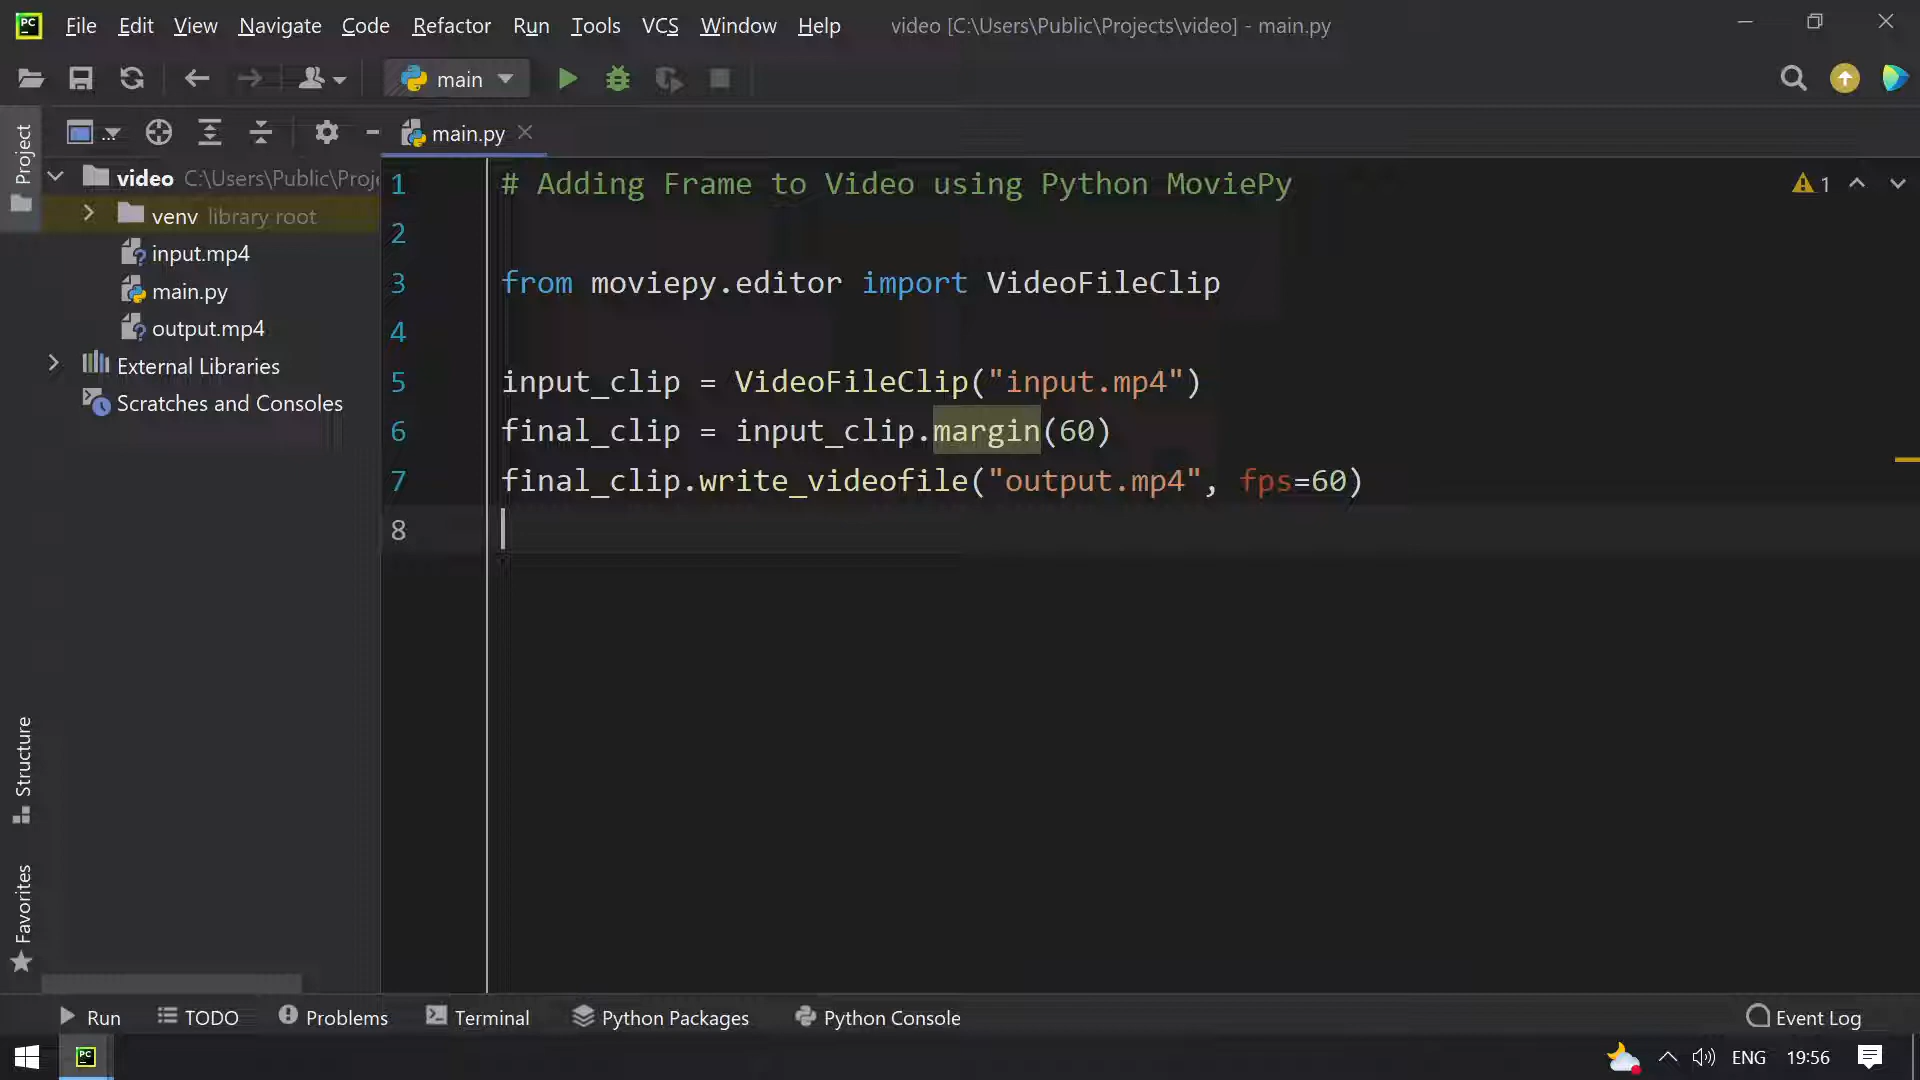 PC File Edit View Navigate Code Refactor Run Tools VCS Window Help video [C:\Users\Public\Projects\video] - main.py
main
Project
... main.py
video C:\Users\Public\Proj
venv library root
input.mp4
main.py
output.mp4
External Libraries
Scratches and Consoles
1 # Adding Frame to Video using Python MoviePy
2
3 from moviepy.editor import VideoFileClip
4
5 input_clip = VideoFileClip("input.mp4")
6 final_clip = input_clip.margin(60)
7 final_clip.write_videofile("output.mp4", fps=60)
8
1
Structure
Favorites
Run TODO Problems Terminal Python Packages Python Console Event Log
PC ENG 19:56